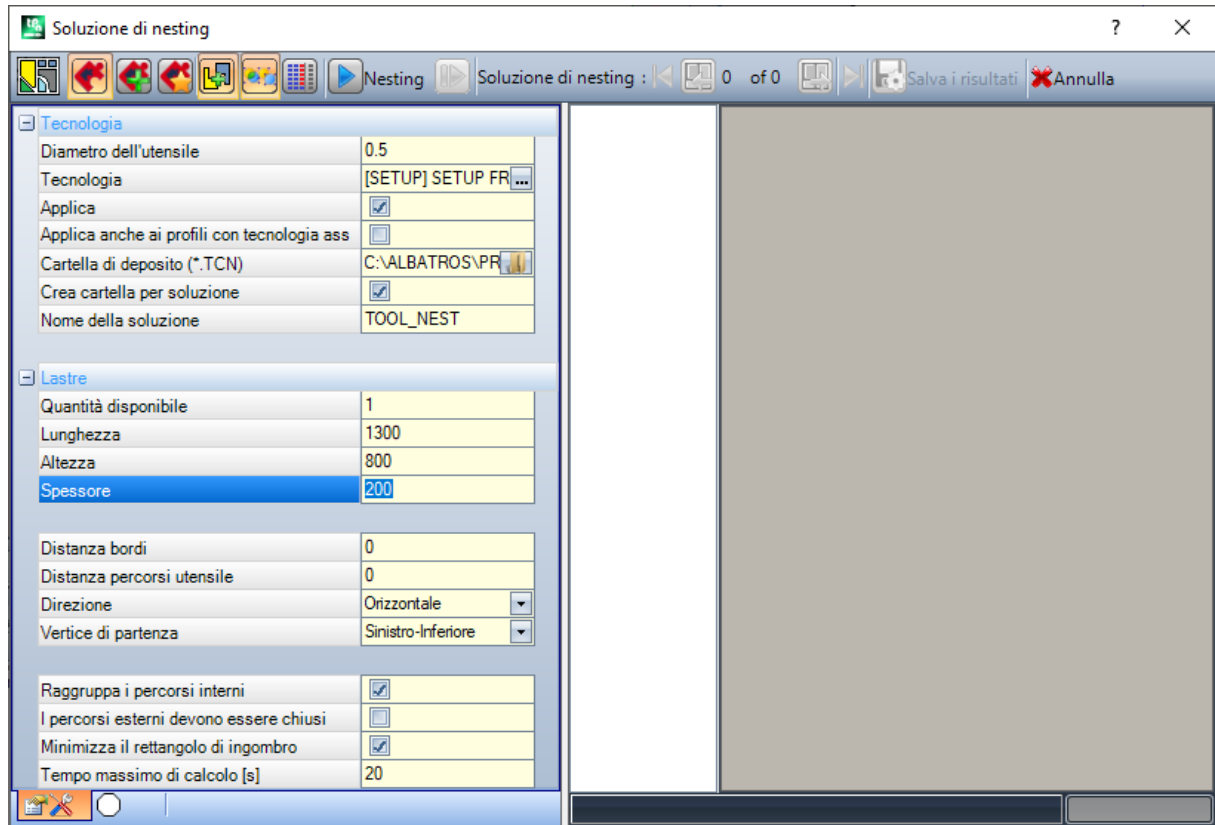 Soluzione di nesting
Nesting Soluzione di nesting : 0 of 0 Salva i risultati Annulla
Tecnologia
Diametro dell'utensile 0.5
Tecnologia [SETUP] SETUP FR ...
Applica
Applica anche ai profili con tecnologia ass
Cartella di deposito (*.TCN) C:\ALBATROS\PR
Crea cartella per soluzione
Nome della soluzione TOOL_NEST
Lastre
Quantità disponibile 1
Lunghezza 1300
Altezza 800
Spessore 200
Distanza bordi 0
Distanza percorsi utensile 0
Direzione Orizzontale
Vertice di partenza Sinistro-Inferiore
Raggruppa i percorsi interni
I percorsi esterni devono essere chiusi
Minimizza il rettangolo di ingombro
Tempo massimo di calcolo [s] 20